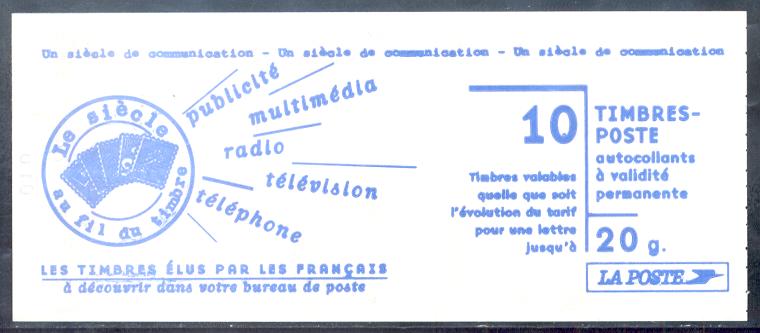 Un siècle de communication - Un siècle de communication - Un siècle de communication
Le siècle
au fil du timbre
publicité
multimédia
radio
télévision
téléphone
LES TIMBRES ÉLUS PAR LES FRANÇAIS
à découvrir dans votre bureau de poste
10
Timbres valables
quelle que soit
l'évolution du tarif
pour une lettre
jusqu'à
TIMBRES-
POSTE
autocollants
à validité
permanente
20 g.
LA POSTE
010